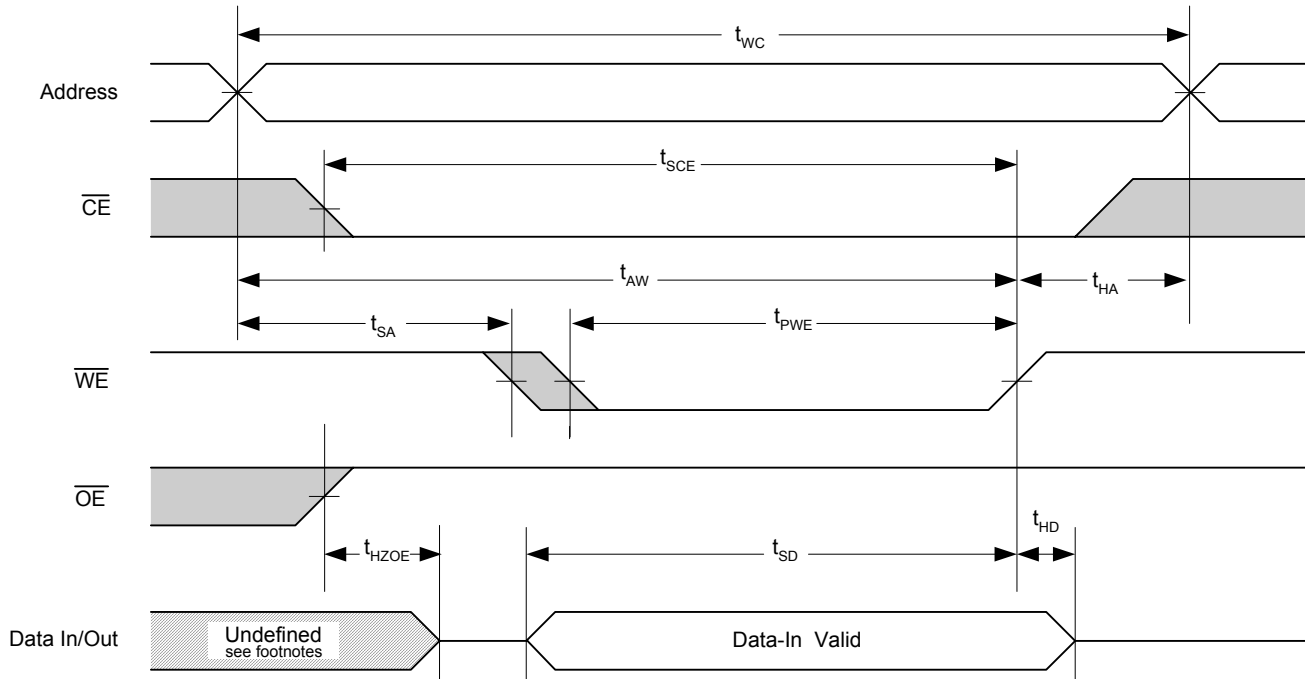 tWC
Address
tSCE
CE
tAW
tHA
tSA
tPWE
WE
OE
tHD
tHZOE
tSD
Data In/Out
Undefined
see footnotes
Data-In Valid